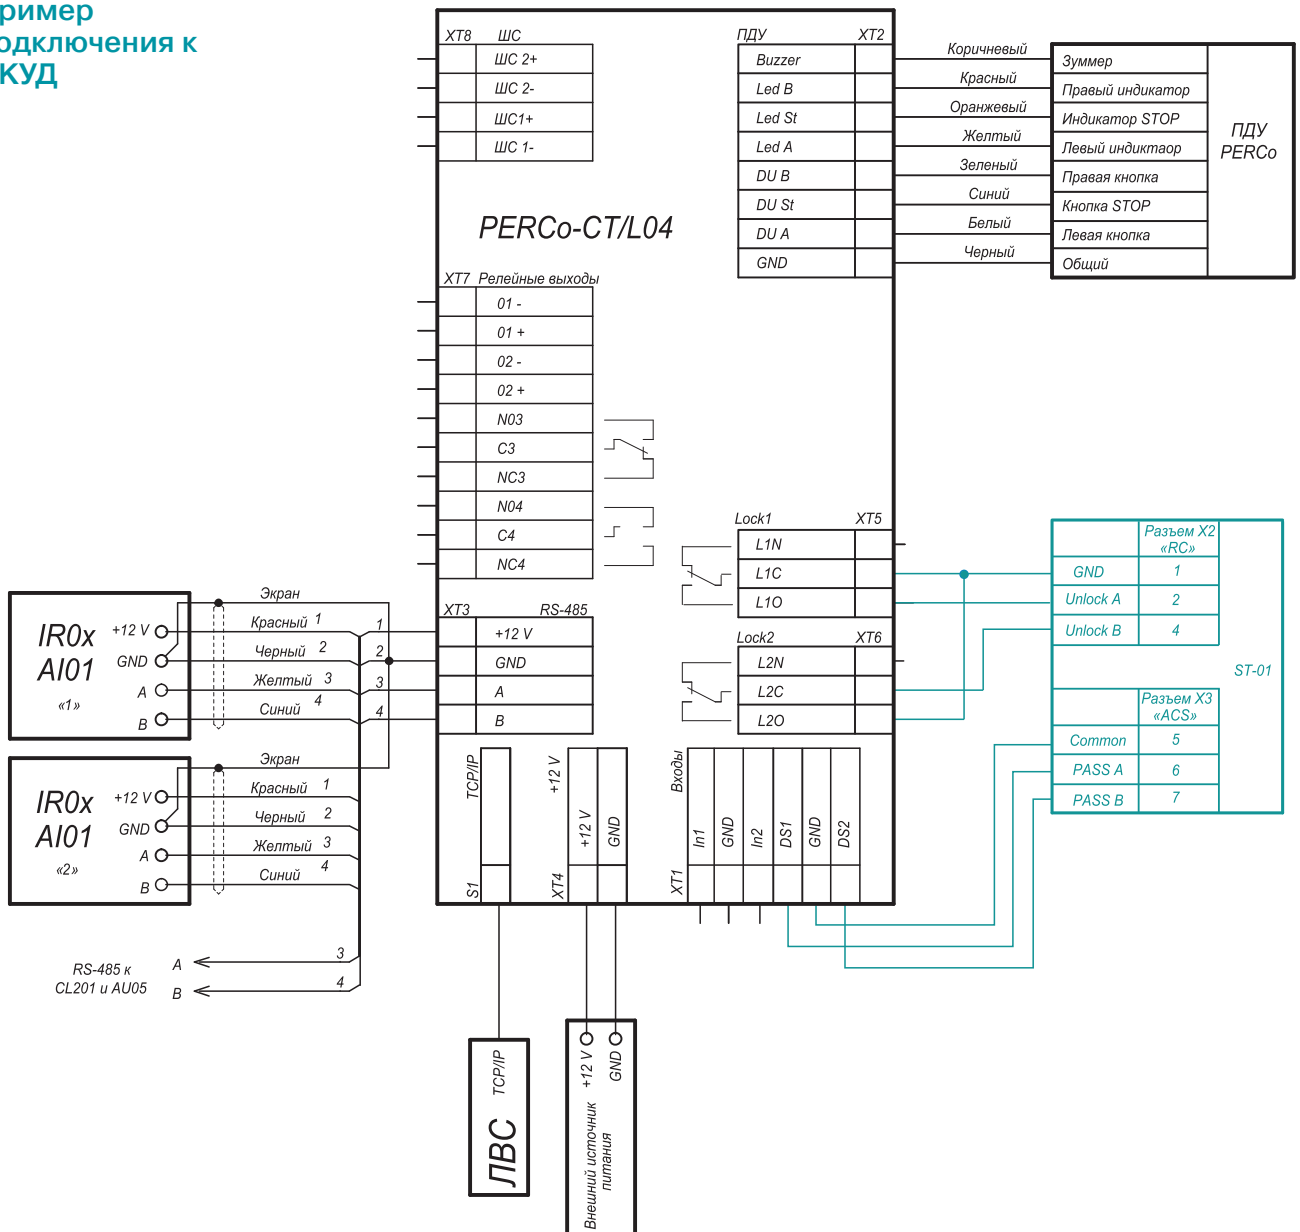 ример
одключения к
КУД
XT8 ШС
ШС 2+
ШС 2-
ШС1+
ШС 1-
PERCo-CT/L04
ПДУ XT2
Buzzer
Led B
Led St
Led A
DU B
DU St
DU A
GND
Коричневый
Красный
Оранжевый
Желтый
Зеленый
Синий
Белый
Черный
Зуммер
Правый индикатор
Индикатор STOP
Левый индиктаор
Правая кнопка
Кнопка STOP
Левая кнопка
Общий
ПДУ
PERCo
XT7 Релейные выходы
01 -
01 +
02 -
02 +
N03
C3
NC3
N04
C4
NC4
Lock1 XT5
L1N
L1C
L1O
Lock2 XT6
L2N
L2C
L2O
Разъем X2
«RC»
GND 1
Unlock A 2
Unlock B 4
ST-01
Разъем X3
«ACS»
Common 5
PASS A 6
PASS B 7
XT3 RS-485
+12 V
GND
A
B
IR0x
AI01
«1»
+12 V
GND
A
B
Экран
Красный 1
Черный 2
Желтый 3
Синий 4
1
2
3
4
IR0x
AI01
«2»
+12 V
GND
A
B
Экран
Красный 1
Черный 2
Желтый 3
Синий 4
RS-485 к
CL201 и AU05
A
B
3
4
TCP/IP
S1
+12 V
XT4
+12 V
GND
Входы
XT1
In1
GND
In2
DS1
GND
DS2
ЛВС TCP/IP
+12 V
GND
Внешний источник
питания